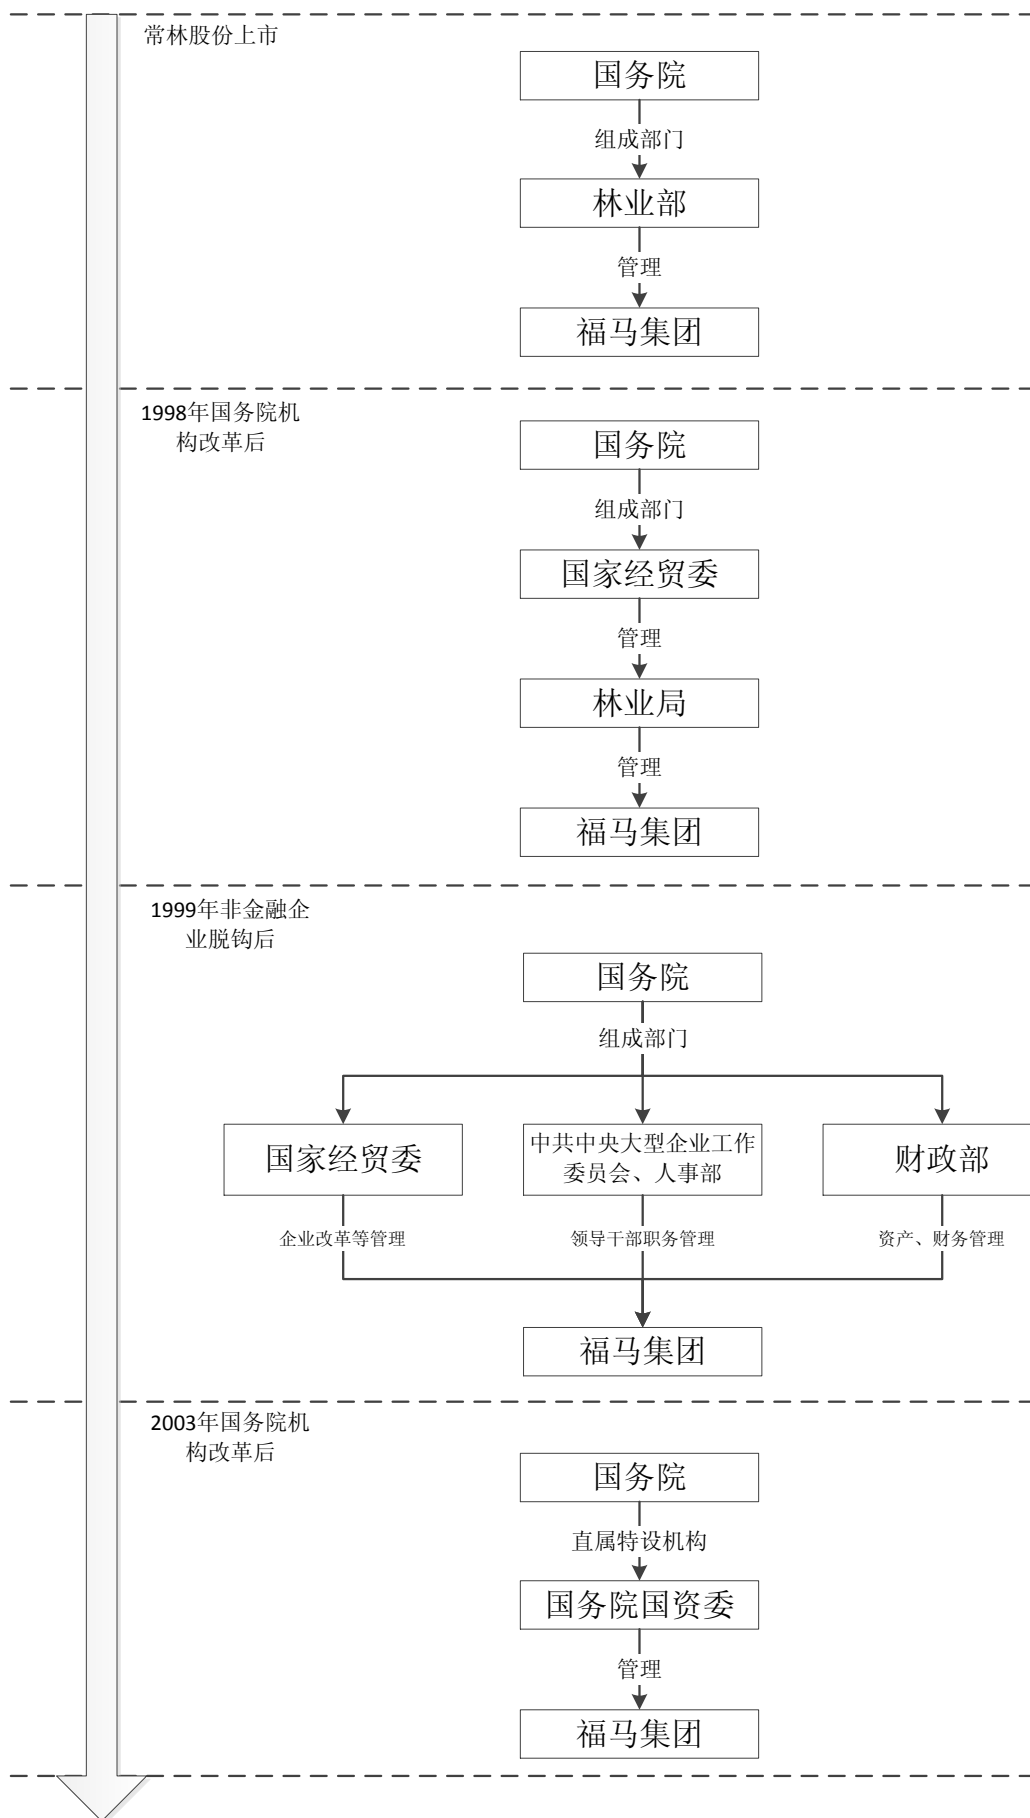 常林股份上市
国务院
组成部门
林业部
管理
福马集团
1998年国务院机
构改革后
国务院
组成部门
国家经贸委
管理
林业局
管理
福马集团
1999年非金融企
业脱钩后
国务院
组成部门
国家经贸委
中共中央大型企业工作
委员会、人事部
财政部
企业改革等管理
领导干部职务管理
资产、财务管理
福马集团
2003年国务院机
构改革后
国务院
直属特设机构
国务院国资委
管理
福马集团